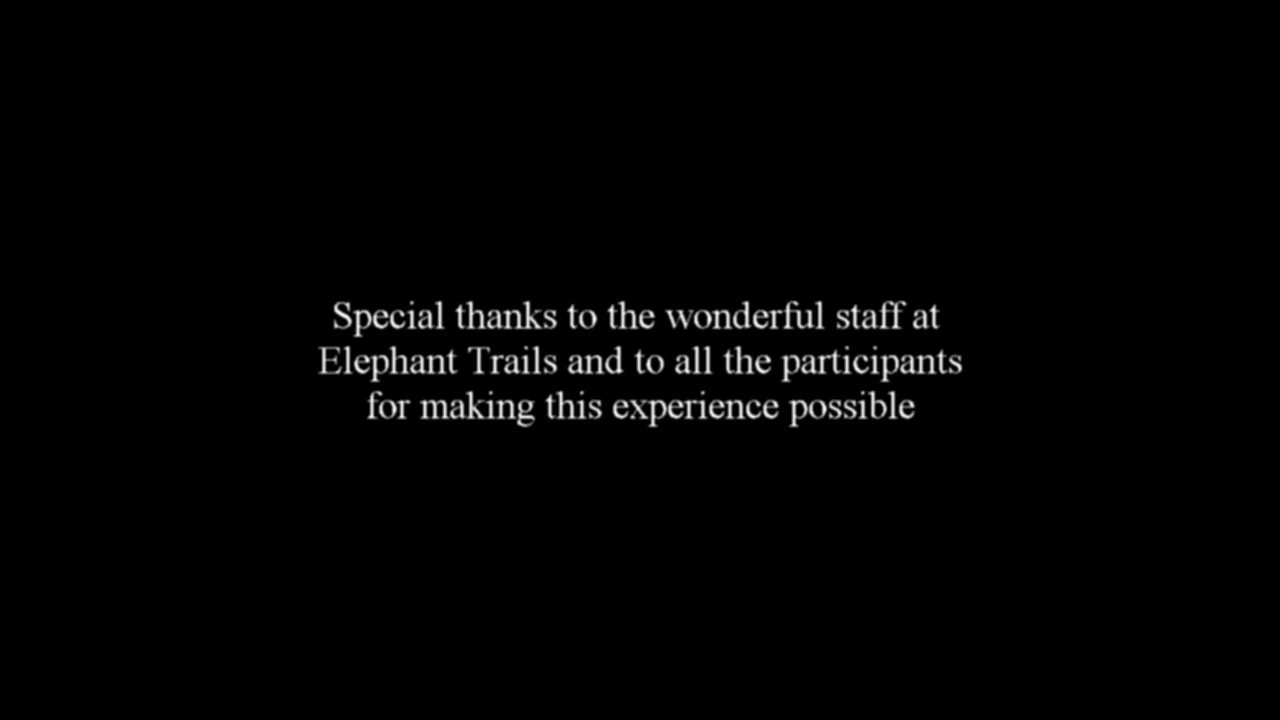 Special thanks to the wonderful staff at
Elephant Trails and to all the participants
for making this experience possible